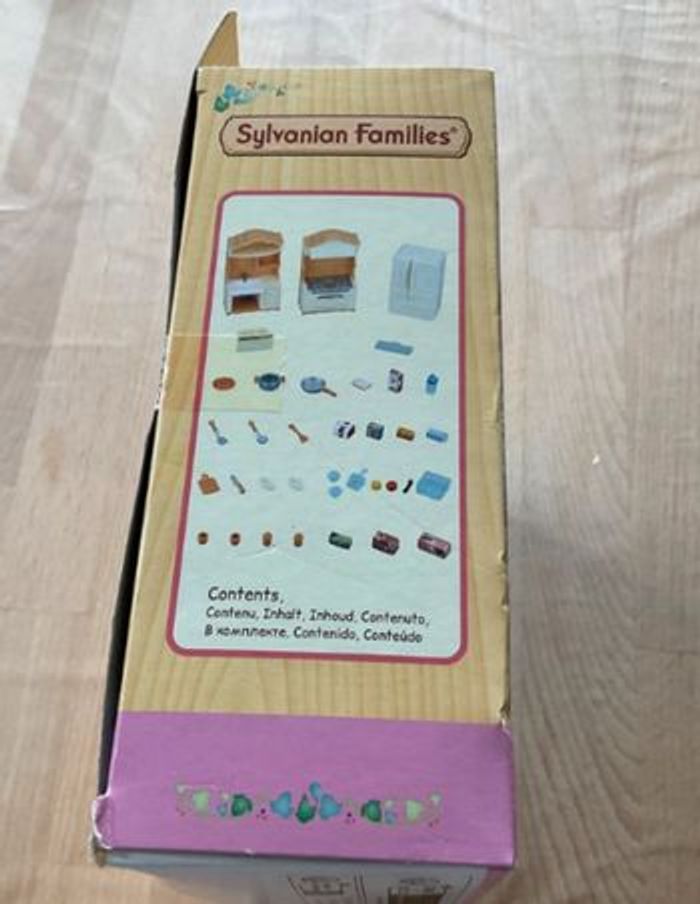 Sylvanian Families®
Contents,
Contenu, Inhalt, Inhoud, Contenuto,
В комплекте, Contenido, Conteúdo